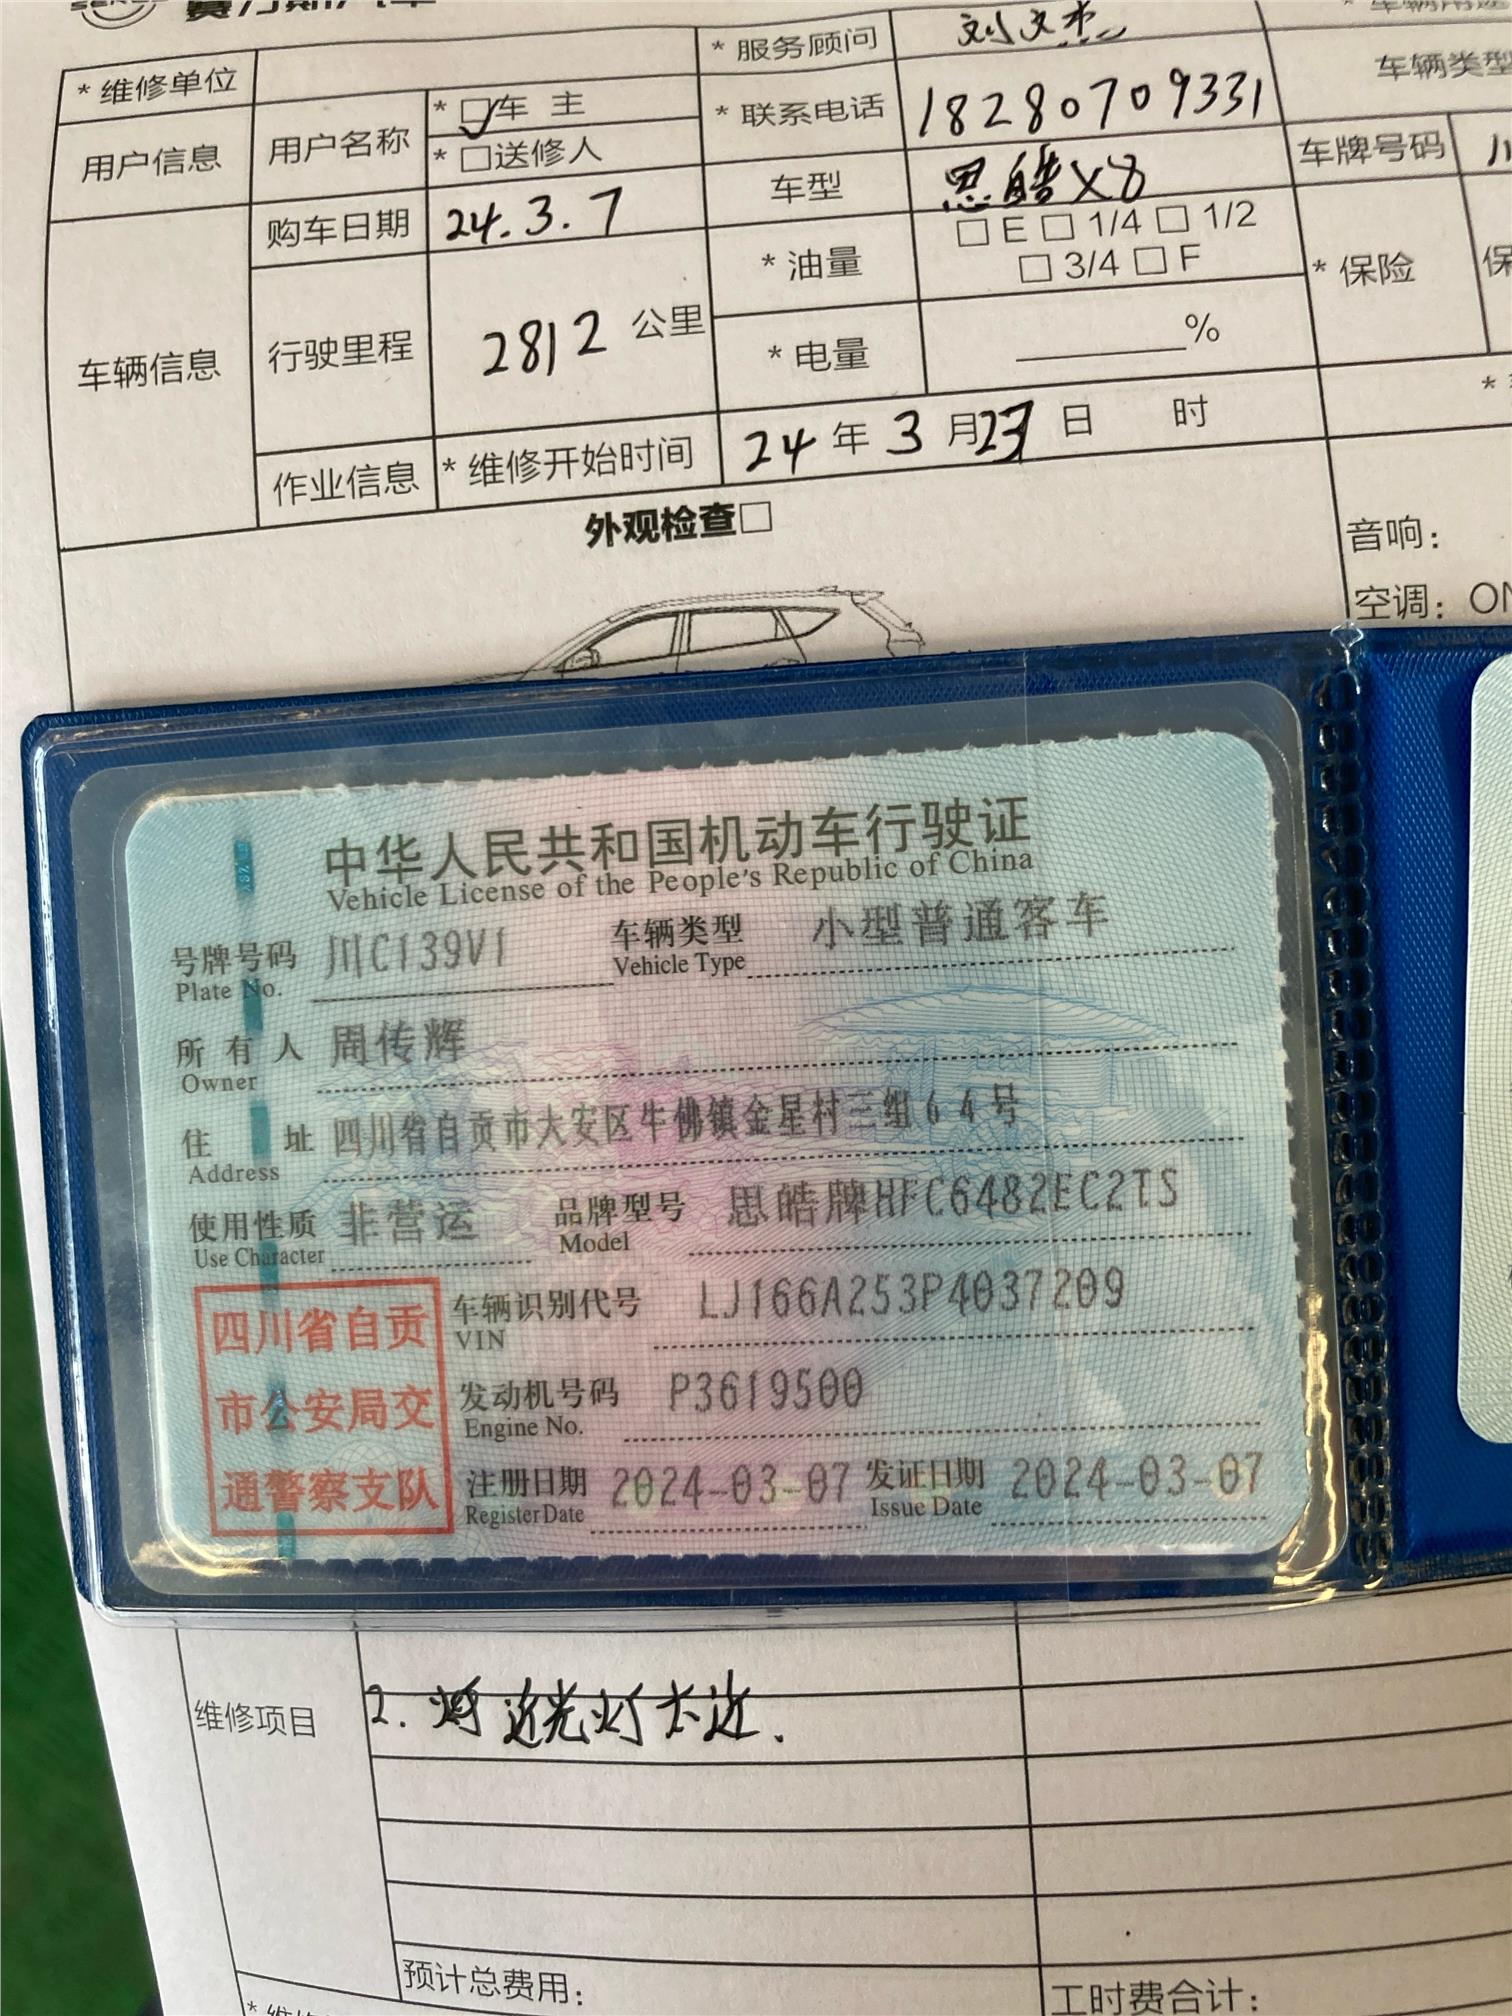 * 服务顾问 刘文杰
* 维修单位
* 联系电话 18280709331
车辆类型
用户信息 用户名称 * ☑车主
* □送修人
车型 思皓X8
车牌号码 川
购车日期 24.3.7
* 油量 □ E □ 1/4 □ 1/2
□ 3/4 □ F
* 保险
车辆信息 行驶里程 2812 公里
* 电量 %
作业信息 * 维修开始时间 24年3月23日 时
外观检查□
音响：
空调：ON
中华人民共和国机动车行驶证
Vehicle License of the People's Republic of China
号牌号码 川C139V1 车辆类型 小型普通客车
Plate No. Vehicle Type
所有人 周传辉
Owner
住址 四川省自贡市大安区牛佛镇金星村三组64号
Address
使用性质 非营运 品牌型号 思皓牌HFC6482EC2TS
Use Character Model
四川省自贡
市公安局交
通警察支队
车辆识别代号 LJ166A253P4037209
VIN
发动机号码 P3619500
Engine No.
注册日期 2024-03-07 发证日期 2024-03-07
Register Date Issue Date
维修项目 2. 近光灯太近.
预计总费用：
工时费合计：